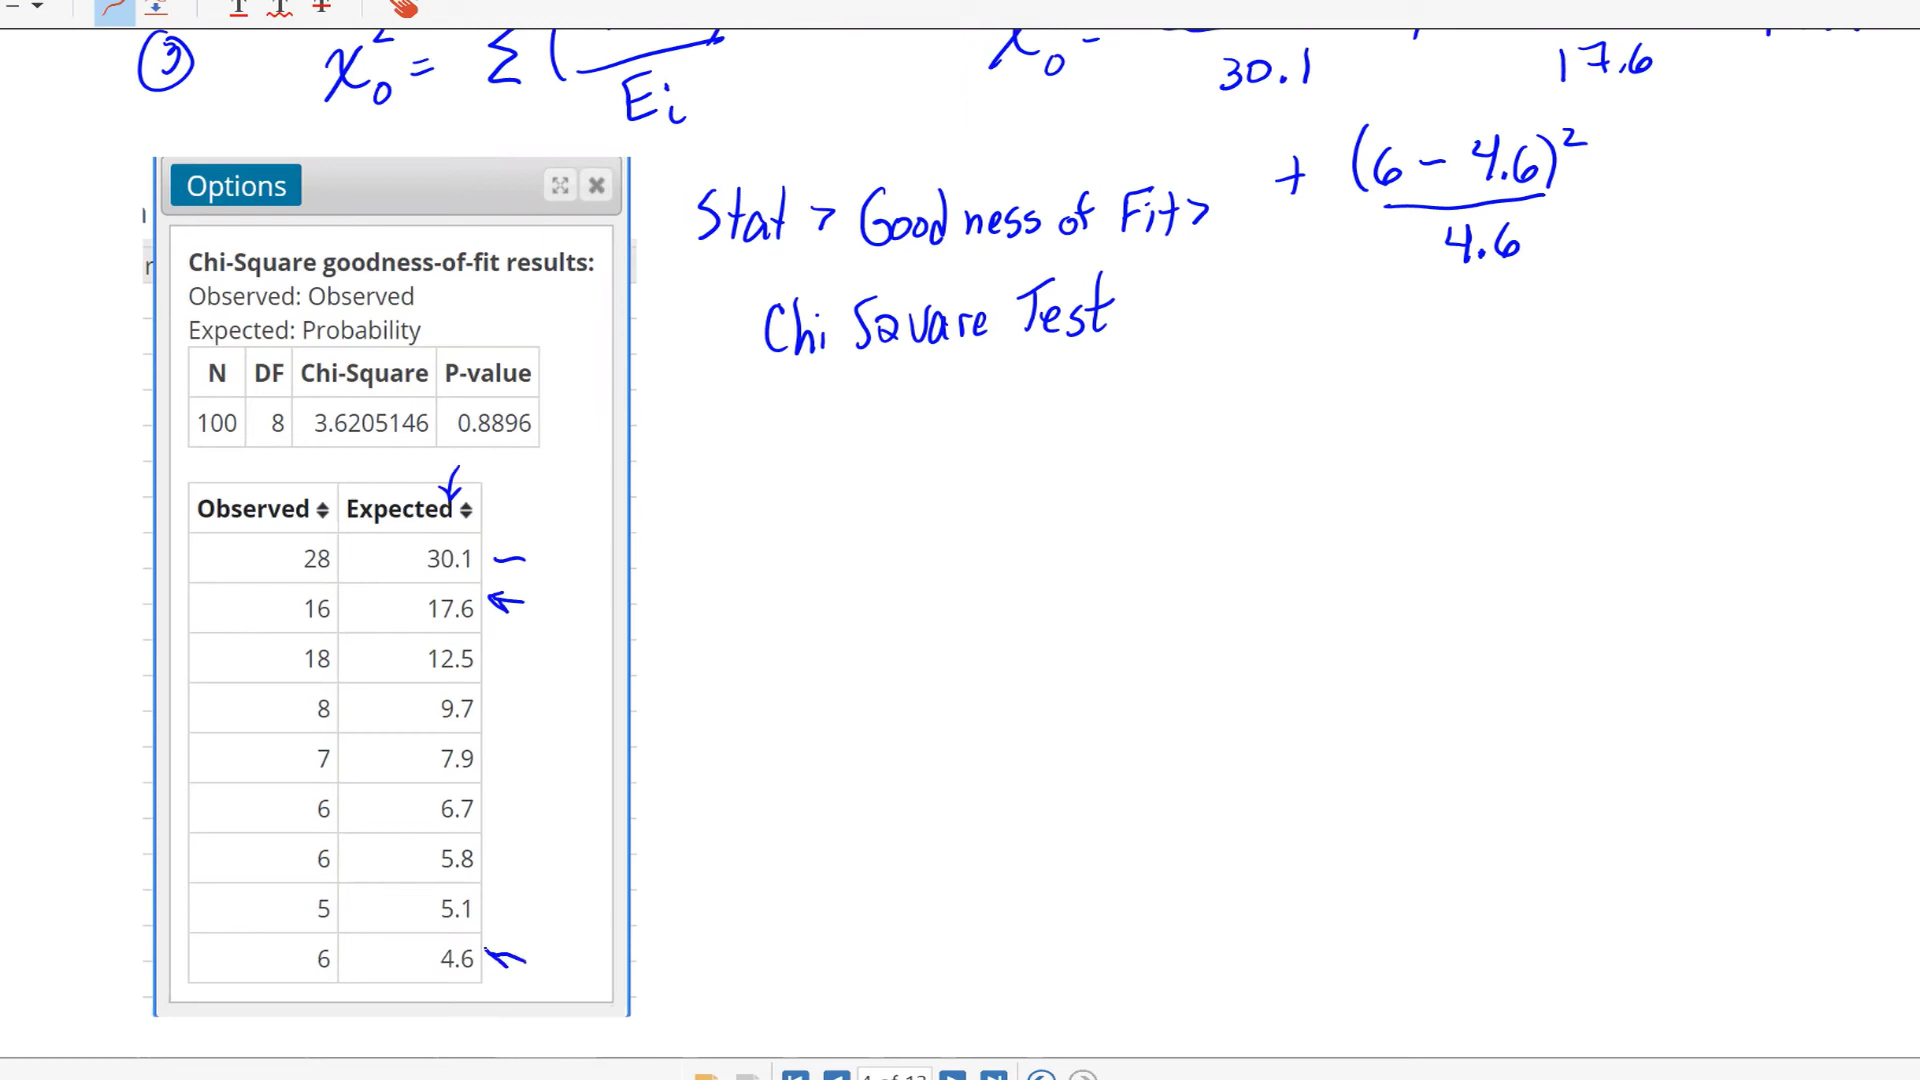 ③ χ²₀ = Σ ( / Ei
χ₀ = 30.1 17.6
+ (6 - 4.6)² / 4.6
Stat > Goodness of Fit >
Chi Square Test
Options
Chi-Square goodness-of-fit results:
Observed: Observed
Expected: Probability
N DF Chi-Square P-value
100 8 3.6205146 0.8896
Observed Expected
28 30.1
16 17.6
18 12.5
8 9.7
7 7.9
6 6.7
6 5.8
5 5.1
6 4.6